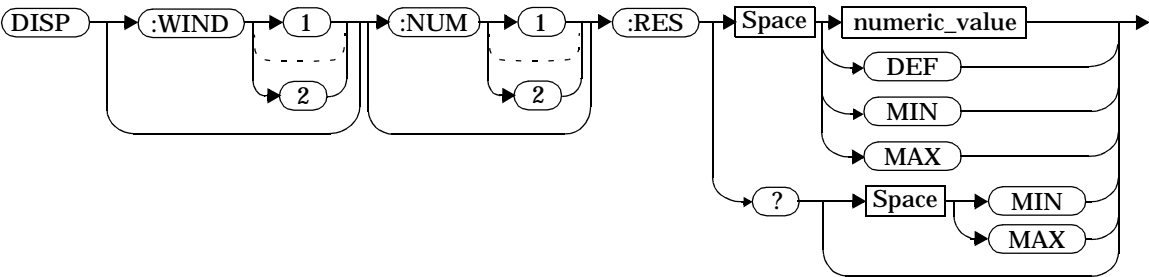 DISP :WIND 1 :NUM 1 :RES Space numeric_value
2 2 DEF
MIN
MAX
? Space MIN
MAX